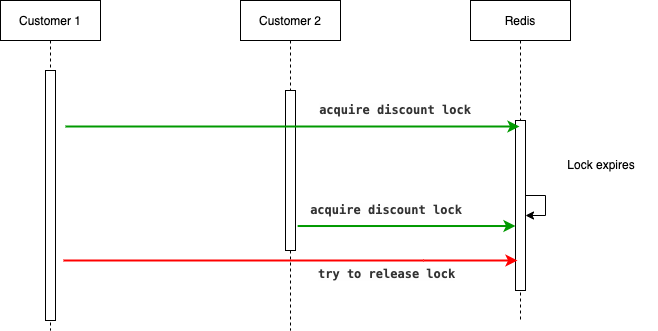 Customer 1
Customer 2
Redis
acquire discount lock
Lock expires
acquire discount lock
try to release lock